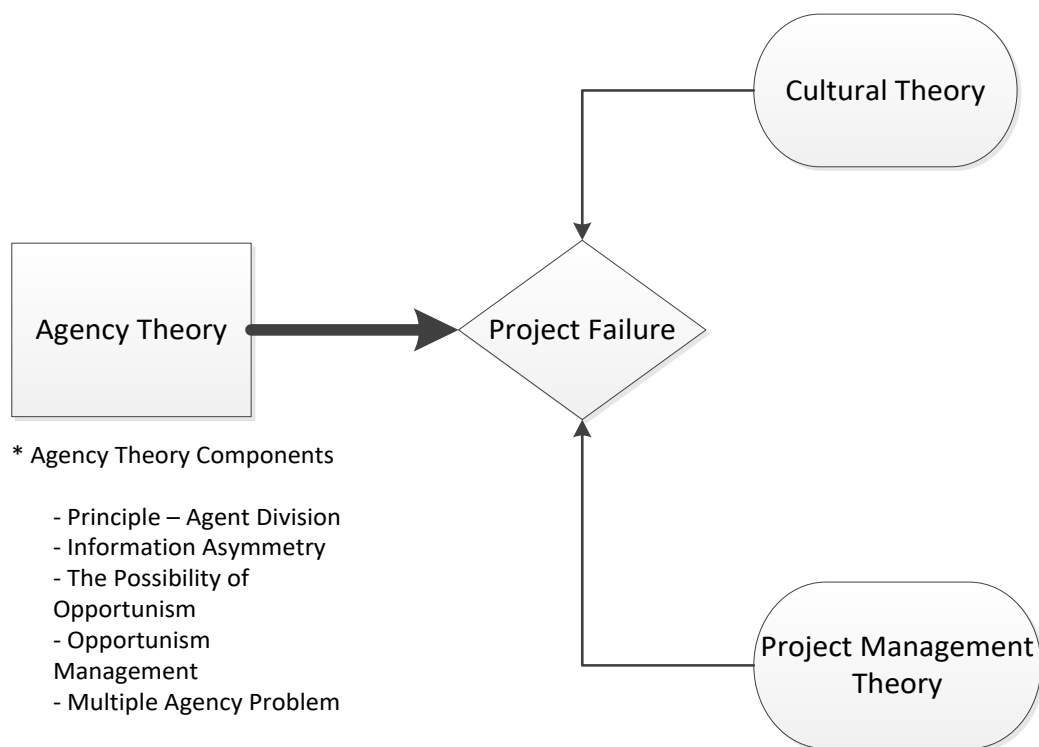 Cultural Theory
Agency Theory
Project Failure
* Agency Theory Components
- Principle – Agent Division
- Information Asymmetry
- The Possibility of
Opportunism
- Opportunism
Management
- Multiple Agency Problem
Project Management
Theory